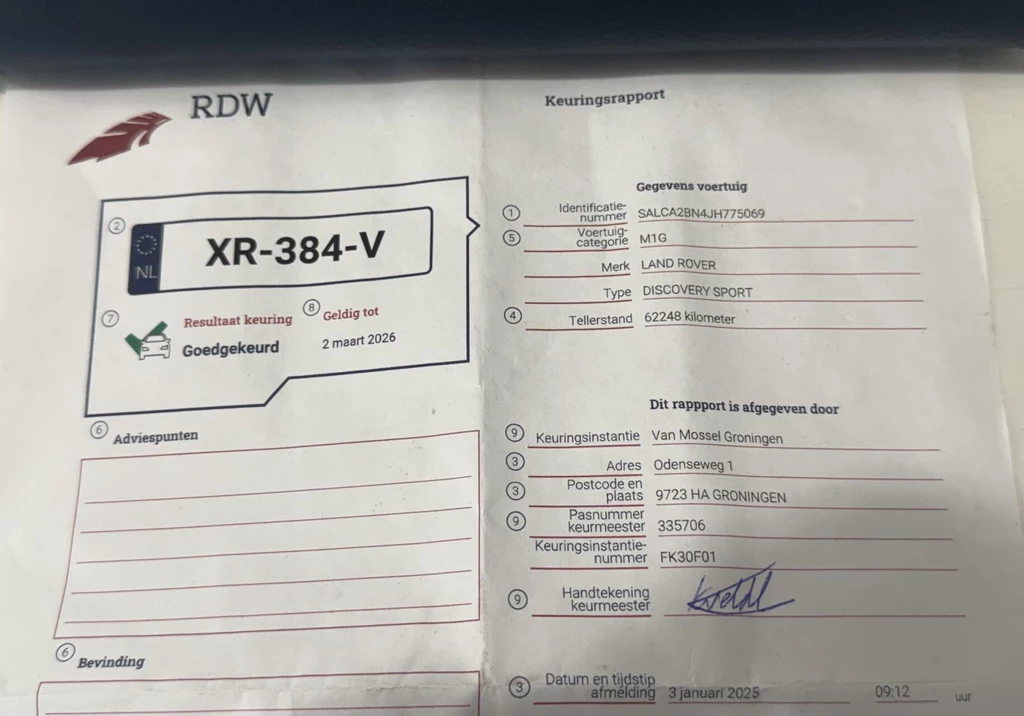 RDW
Keuringsrapport
② XR-384-V
NL
⑦ Resultaat keuring
Goedgekeurd
⑧ Geldig tot
2 maart 2026
⑥ Adviespunten
⑥ Bevinding
Gegevens voertuig
① Identificatie-
nummer SALCA2BN4JH775069
⑤ Voertuig-
categorie M1G
Merk LAND ROVER
Type DISCOVERY SPORT
④ Tellerstand 62248 kilometer
Dit rappport is afgegeven door
⑨ Keuringsinstantie Van Mossel Groningen
③ Adres Odenseweg 1
③ Postcode en
plaats 9723 HA GRONINGEN
⑨ Pasnummer
keurmeester 335706
Keuringsinstantie-
nummer FK30F01
⑨ Handtekening
keurmeester
③ Datum en tijdstip
afmelding 3 januari 2025 09:12 uur